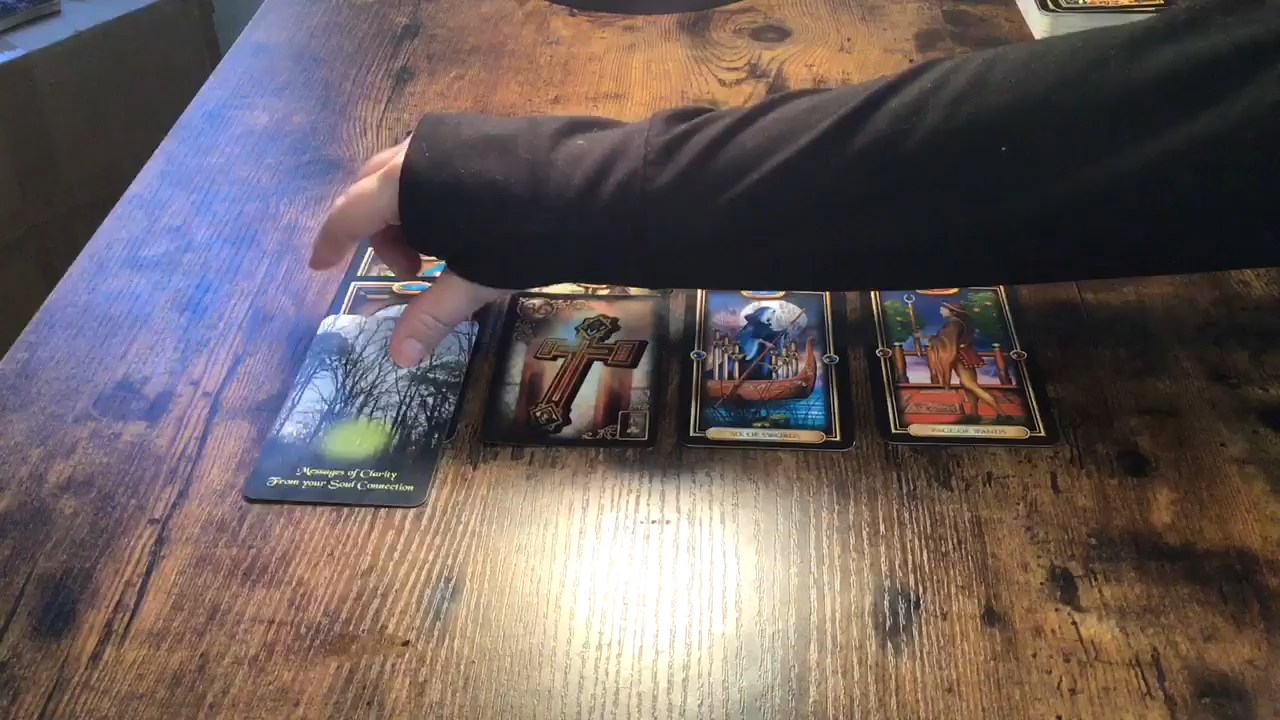 Messages of Clarity
From your Soul Connection
SIX OF SWORDS
PAGE OF WANDS